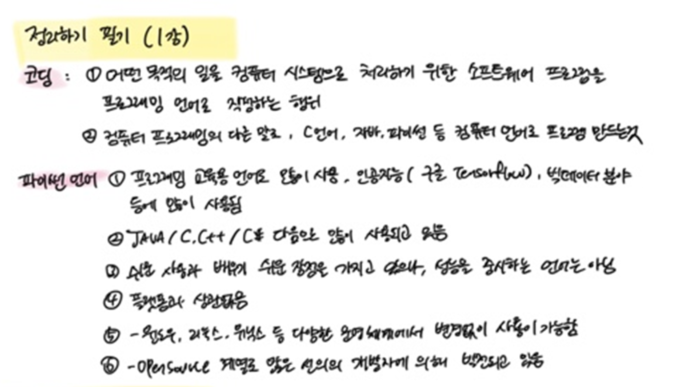 정리하기 필기 (1강)
코딩 : ① 어떤 목적의 일을 컴퓨터 시스템으로 처리하기 위한 소프트웨어 프로그램을
프로그래밍 언어로 작성하는 행위
② 컴퓨터 프로그래밍의 다른 말로, C언어, 자바, 파이썬 등 컴퓨터 언어로 프로그램 만드는것
파이썬 언어 ① 프로그래밍 교육용 언어로 많이 사용, 인공지능 (구글 Tensorflow), 빅데이터 분야
등에 많이 사용됨
② JAVA / C.C++ / C# 다음으로 많이 사용되고 있음
③ 쉬운 사용과 배우기 쉬운 장점을 가지고 있으나, 성능을 중시하는 언어는 아님
④ 플랫폼과 상관없음
⑤ - 윈도우, 리눅스, 유닉스 등 다양한 운영체제에서 변경없이 사용이 가능함
⑥ - Opensource 계열로 많은 선의의 개발자에 의해 발전되고 있음